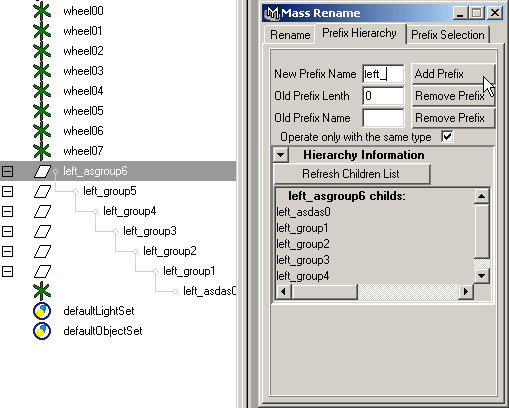 wheel00
wheel01
wheel02
wheel03
wheel04
wheel05
wheel06
wheel07
left_asgroup6
left_group5
left_group4
left_group3
left_group2
left_group1
left_asdas0
defaultLightSet
defaultObjectSet
Mass Rename
Rename Prefix Hierarchy Prefix Selection
New Prefix Name left_ Add Prefix
Old Prefix Lenth 0 Remove Prefix
Old Prefix Name Remove Prefix
Operate only with the same type
Hierarchy Information
Refresh Children List
left_asgroup6 childs:
left_asdas0
left_group1
left_group2
left_group3
left_group4